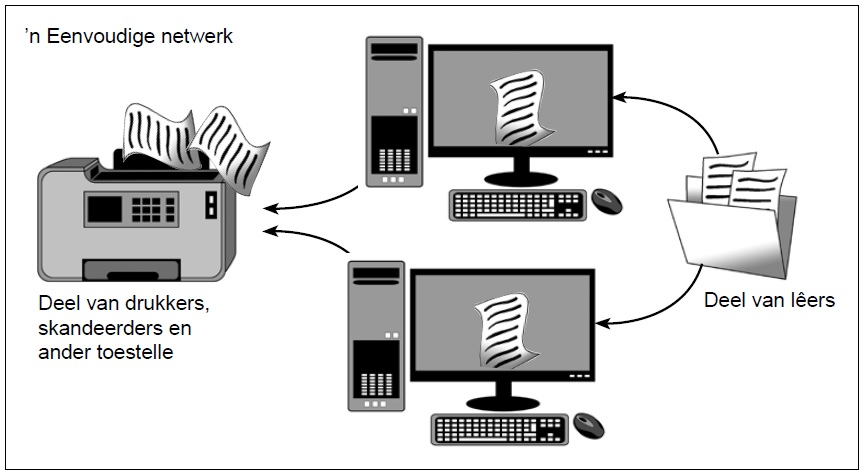 ’n Eenvoudige netwerk
Deel van drukkers,
skandeerders en
ander toestelle
Deel van lêers